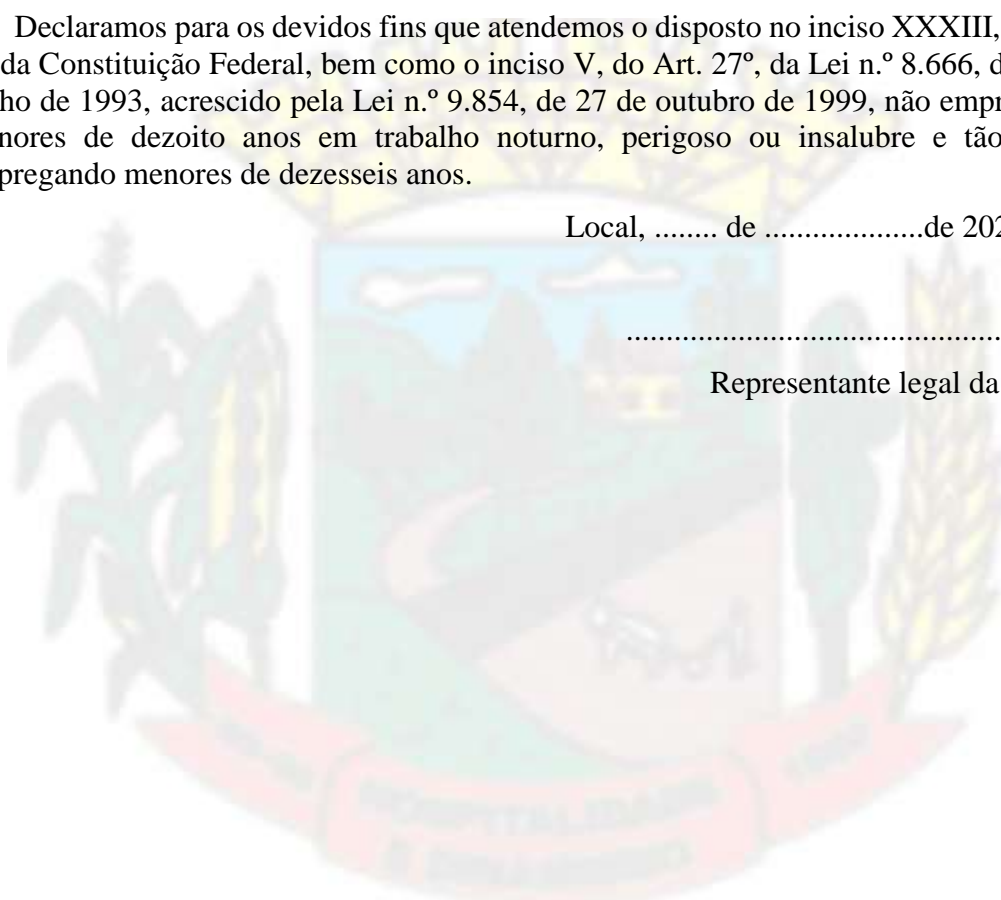 Declaramos para os devidos fins que atendemos o disposto no inciso XXXIII,
da Constituição Federal, bem como o inciso V, do Art. 27º, da Lei n.º 8.666, d
ho de 1993, acrescido pela Lei n.º 9.854, de 27 de outubro de 1999, não empr
nores de dezoito anos em trabalho noturno, perigoso ou insalubre e tão
pregando menores de dezesseis anos.
Local, ........ de ....................de 202
...............................................
Representante legal da
HOSPITALIDADE